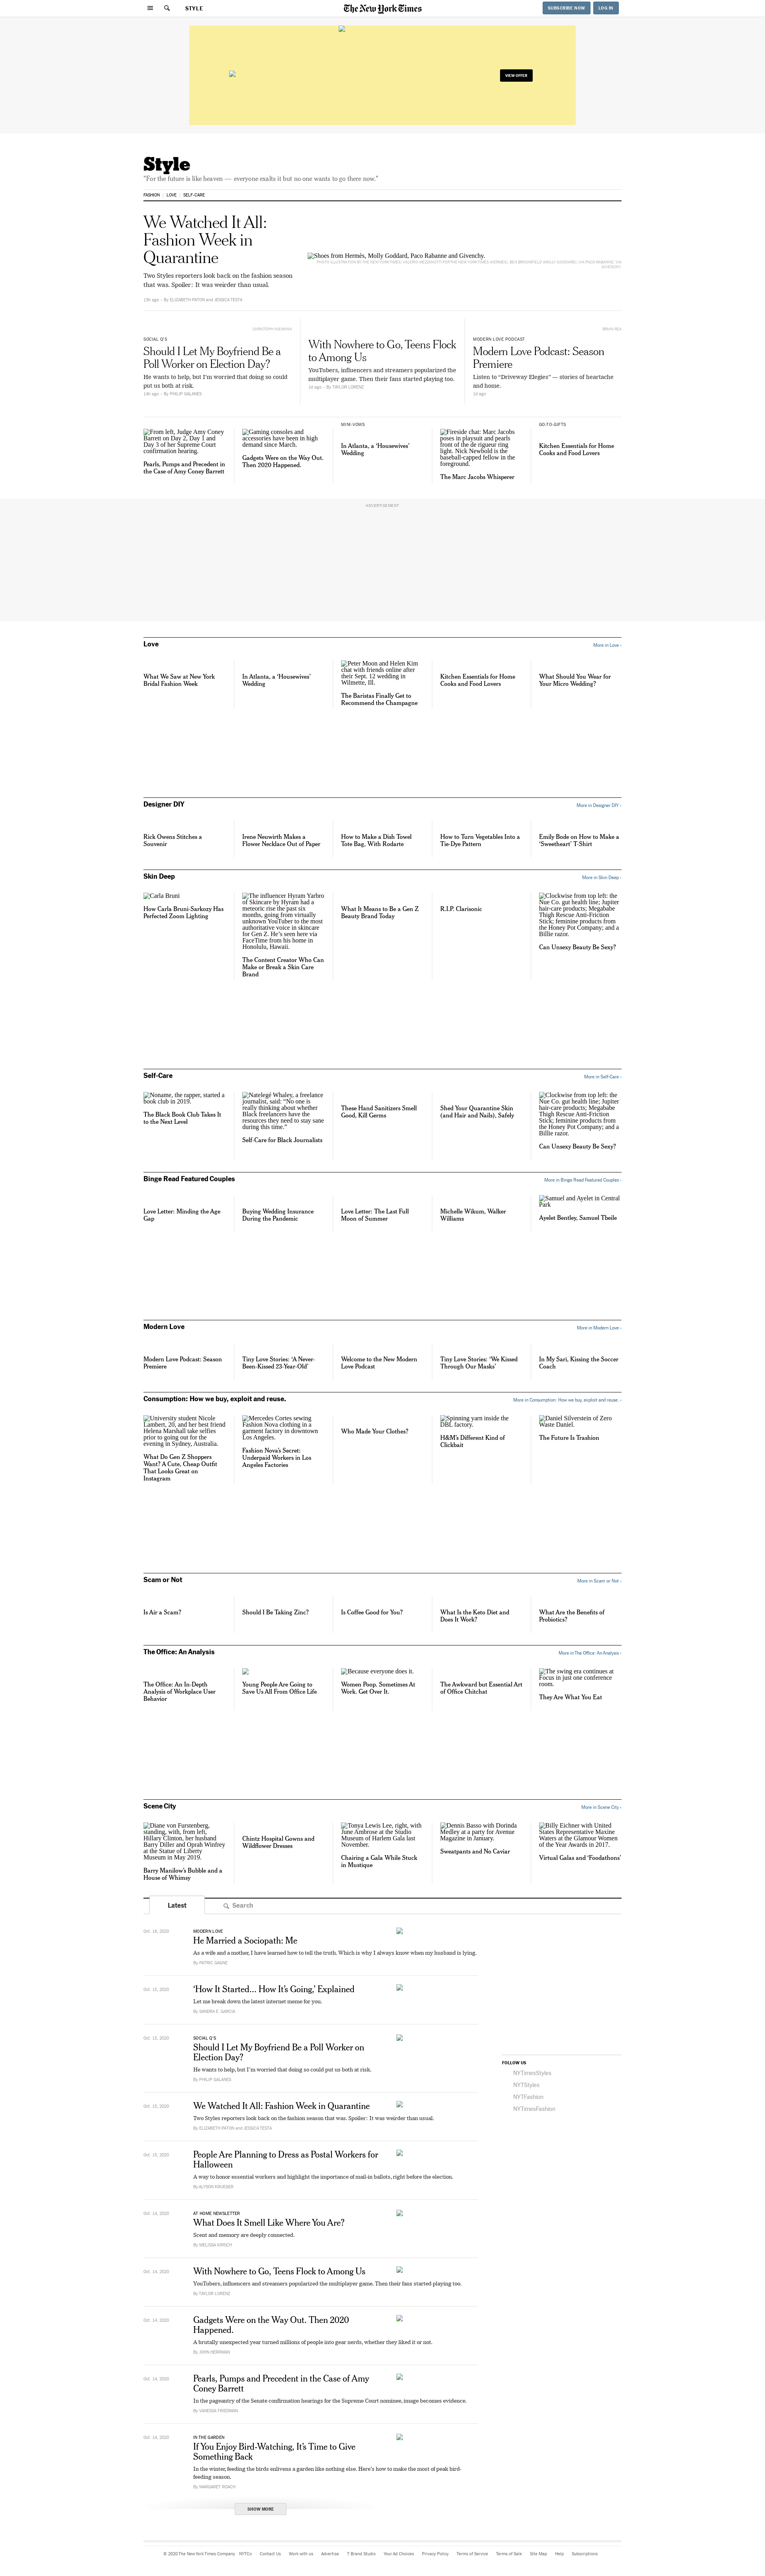 STYLE
The New York Times
SUBSCRIBE NOW
LOG IN
VIEW OFFER
Style
"For the future is like heaven — everyone exalts it but no one wants to go there now."
FASHION
LOVE
SELF-CARE
We Watched It All:
Fashion Week in
Quarantine
Two Styles reporters look back on the fashion season
that was. Spoiler: It was weirder than usual.
15h ago
By ELIZABETH PATON and JESSICA TESTA
Shoes from Hermès, Molly Goddard, Paco Rabanne and Givenchy.
SOCIAL Q'S
Should I Let My Boyfriend Be a
Poll Worker on Election Day?
He wants to help, but I'm worried that doing so could
put us both at risk.
By PHILIP GALANES
With Nowhere to Go, Teens Flock
to Among Us
YouTubers, influencers and streamers popularized the
multiplayer game. Then their fans started playing too.
1d ago
By TAYLOR LORENZ
MODERN LOVE PODCAST
Modern Love Podcast: Season
Premiere
Listen to "Driveway Elegies" — stories of heartache
and home.
From left, Judge Amy Coney
Barrett on Day 2, Day 1 and
Day 3 of her Supreme Court
confirmation hearing.
Pearls, Pumps and Precedent in
the Case of Amy Coney Barrett
Gaming consoles and
accessories have been in high
demand since March.
Gadgets Were on the Way Out.
Then 2020 Happened.
MINI-VOWS
In Atlanta, a 'Housewives'
Wedding
Fireside chat: Marc Jacobs
poses in playsuit and pearls
front of the de rigueur ring
light. Nick Newbold is the
baseball-capped fellow in the
foreground.
The Marc Jacobs Whisperer
GO-TO-GIFTS
Kitchen Essentials for Home
Cooks and Food Lovers
ADVERTISEMENT
Love
More in Love ›
What We Saw at New York
Bridal Fashion Week
In Atlanta, a 'Housewives'
Wedding
Peter Moon and Helen Kim
chat with friends online after
their Sept. 12 wedding in
Wilmette, Ill.
The Baristas Finally Get to
Recommend the Champagne
Kitchen Essentials for Home
Cooks and Food Lovers
What Should You Wear for
Your Micro Wedding?
Designer DIY
More in Designer DIY ›
Rick Owens Stitches a
Souvenir
Irene Neuwirth Makes a
Flower Necklace Out of Paper
How to Make a Dish Towel
Tote Bag, With Rodarte
How to Turn Vegetables Into a
Tie-Dye Pattern
Emily Bode on How to Make a
'Sweetheart' T-Shirt
Skin Deep
More in Skin Deep ›
Carla Bruni
How Carla Bruni-Sarkozy Has
Perfected Zoom Lighting
The influencer Hyram Yarbro
of Skincare by Hyram had a
meteoric rise the past six
months, going from virtually
unknown YouTuber to the most
authoritative voice in skincare
for Gen Z. He's seen here via
FaceTime from his home in
Honolulu, Hawaii.
The Content Creator Who Can
Make or Break a Skin Care
Brand
What It Means to Be a Gen Z
Beauty Brand Today
R.I.P. Clarisonic
Clockwise from top left: the
Nue Co. gut health line; Jupiter
hair-care products; Megababe
Thigh Rescue Anti-Friction
Stick; feminine products from
the Honey Pot Company; and a
Billie razor.
Can Unsexy Beauty Be Sexy?
Self-Care
More in Self-Care ›
Noname, the rapper, started a
book club in 2019.
The Black Book Club Takes It
to the Next Level
Natelegé Whaley, a freelance
journalist, said: "No one is
really thinking about whether
Black freelancers have the
resources they need to stay sane
during this time."
Self-Care for Black Journalists
These Hand Sanitizers Smell
Good, Kill Germs
Shed Your Quarantine Skin
(and Hair and Nails), Safely
Clockwise from top left: the
Nue Co. gut health line; Jupiter
hair-care products; Megababe
Thigh Rescue Anti-Friction
Stick; feminine products from
the Honey Pot Company; and a
Billie razor.
Can Unsexy Beauty Be Sexy?
Binge Read Featured Couples
More in Binge Read Featured Couples ›
Love Letter: Minding the Age
Gap
Buying Wedding Insurance
During the Pandemic
Love Letter: The Last Full
Moon of Summer
Michelle Wikum, Walker
Williams
Samuel and Ayelet in Central
Park
Ayelet Bentley, Samuel Tbeile
Modern Love
More in Modern Love ›
Modern Love Podcast: Season
Premiere
Tiny Love Stories: 'A Never-
Been-Kissed 23-Year-Old'
Welcome to the New Modern
Love Podcast
Tiny Love Stories: 'We Kissed
Through Our Masks'
In My Sari, Kissing the Soccer
Coach
Consumption: How we buy, exploit and reuse.
More in Consumption: How we buy, exploit and reuse. ›
University student Nicole
Lambert, 20, and her best friend
Helena Marshall take selfies
prior to going out for the
evening in Sydney, Australia.
What Do Gen Z Shoppers
Want? A Cute, Cheap Outfit
That Looks Great on
Instagram
Mercedes Cortes sewing
Fashion Nova clothing in a
garment factory in downtown
Los Angeles.
Fashion Nova's Secret:
Underpaid Workers in Los
Angeles Factories
Who Made Your Clothes?
Spinning yarn inside the
DBL factory.
H&M's Different Kind of
Clickbait
Daniel Silverstein of Zero
Waste Daniel.
The Future Is Trashion
Scam or Not
More in Scam or Not ›
Is Air a Scam?
Should I Be Taking Zinc?
Is Coffee Good for You?
What Is the Keto Diet and
Does It Work?
What Are the Benefits of
Probiotics?
The Office: An Analysis
More in The Office: An Analysis ›
The Office: An In-Depth
Analysis of Workplace User
Behavior
Young People Are Going to
Save Us All From Office Life
Because everyone does it.
Women Poop. Sometimes At
Work. Get Over It.
The Awkward but Essential Art
of Office Chitchat
The swing era continues at
Focus in just one conference
room.
They Are What You Eat
Scene City
More in Scene City ›
Diane von Furstenberg,
standing, with, from left,
Hillary Clinton, her husband
Barry Diller and Oprah Winfrey
at the Statue of Liberty
Museum in May 2019.
Barry Manilow's Bubble and a
House of Whimsy
Chintz Hospital Gowns and
Wildflower Dresses
Tonya Lewis Lee, right, with
June Ambrose at the Studio
Museum of Harlem Gala last
November.
Chairing a Gala While Stuck
in Mustique
Dennis Basso with Dorinda
Medley at a party for Avenue
Magazine in January.
Sweatpants and No Caviar
Billy Eichner with United
States Representative Maxine
Waters at the Glamour Women
of the Year Awards in 2017.
Virtual Galas and 'Foodathons'
Latest
Search
Oct. 16, 2020
MODERN LOVE
He Married a Sociopath: Me
As a wife and a mother, I have learned how to tell the truth. Which is why I always know when my husband is lying.
By PATRIC GAGNE
Oct. 15, 2020
'How It Started... How It's Going,' Explained
Let me break down the latest internet meme for you.
By SANDRA E. GARCIA
Oct. 15, 2020
SOCIAL Q'S
Should I Let My Boyfriend Be a Poll Worker on
Election Day?
He wants to help, but I'm worried that doing so could put us both at risk.
By PHILIP GALANES
Oct. 15, 2020
We Watched It All: Fashion Week in Quarantine
Two Styles reporters look back on the fashion season that was. Spoiler: It was weirder than usual.
By ELIZABETH PATON and JESSICA TESTA
Oct. 15, 2020
People Are Planning to Dress as Postal Workers for
Halloween
A way to honor essential workers and highlight the importance of mail-in ballots, right before the election.
By ALYSON KRUEGER
Oct. 14, 2020
AT HOME NEWSLETTER
What Does It Smell Like Where You Are?
Scent and memory are deeply connected.
By MELISSA KIRSCH
Oct. 14, 2020
With Nowhere to Go, Teens Flock to Among Us
YouTubers, influencers and streamers popularized the multiplayer game. Then their fans started playing too.
By TAYLOR LORENZ
Oct. 14, 2020
Gadgets Were on the Way Out. Then 2020
Happened.
A brutally unexpected year turned millions of people into gear nerds, whether they liked it or not.
By JOHN HERRMAN
Oct. 14, 2020
Pearls, Pumps and Precedent in the Case of Amy
Coney Barrett
In the pageantry of the Senate confirmation hearings for the Supreme Court nominee, image becomes evidence.
By VANESSA FRIEDMAN
Oct. 14, 2020
IN THE GARDEN
If You Enjoy Bird-Watching, It's Time to Give
Something Back
In the winter, feeding the birds enlivens a garden like nothing else. Here's how to make the most of peak bird-
feeding season.
By MARGARET ROACH
SHOW MORE
FOLLOW US
NYTimesStyles
NYTStyles
NYTFashion
NYTimesFashion
© 2020 The New York Times Company
NYTCo
Contact Us
Work with us
Advertise
T Brand Studio
Your Ad Choices
Privacy Policy
Terms of Service
Terms of Sale
Site Map
Help
Subscriptions